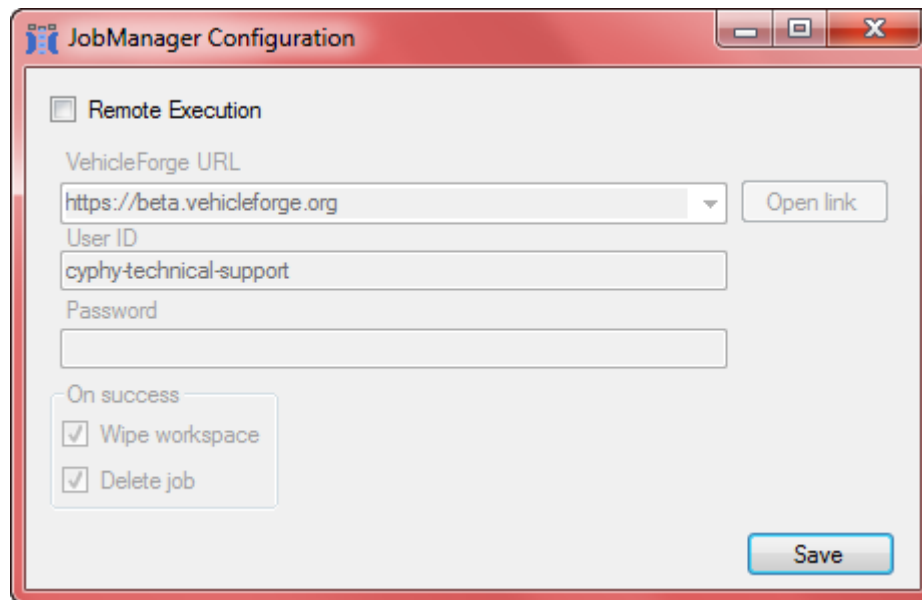 JobManager Configuration
Remote Execution
VehicleForge URL
https://beta.vehicleforge.org
Open link
User ID
cyphy-technical-support
Password
On success
Wipe workspace
Delete job
Save